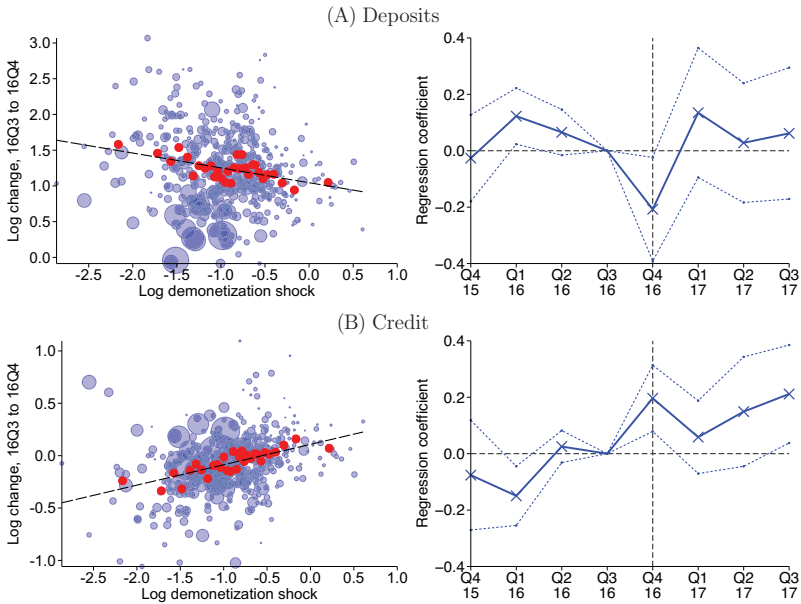 (A) Deposits
Log change, 16Q3 to 16Q4
3.0
2.5
2.0
1.5
1.0
0.5
0.0
-2.5 -2.0 -1.5 -1.0 -0.5 0.0 0.5 1.0
Log demonetization shock
Regression coefficient
0.4
0.2
0.0
−0.2
−0.4
Q4 Q1 Q2 Q3 Q4 Q1 Q2 Q3
15 16 16 16 16 17 17 17
(B) Credit
Log change, 16Q3 to 16Q4
1.0
0.5
0.0
-0.5
-1.0
-2.5 -2.0 -1.5 -1.0 -0.5 0.0 0.5 1.0
Log demonetization shock
Regression coefficient
0.4
0.2
0.0
−0.2
−0.4
Q4 Q1 Q2 Q3 Q4 Q1 Q2 Q3
15 16 16 16 16 17 17 17